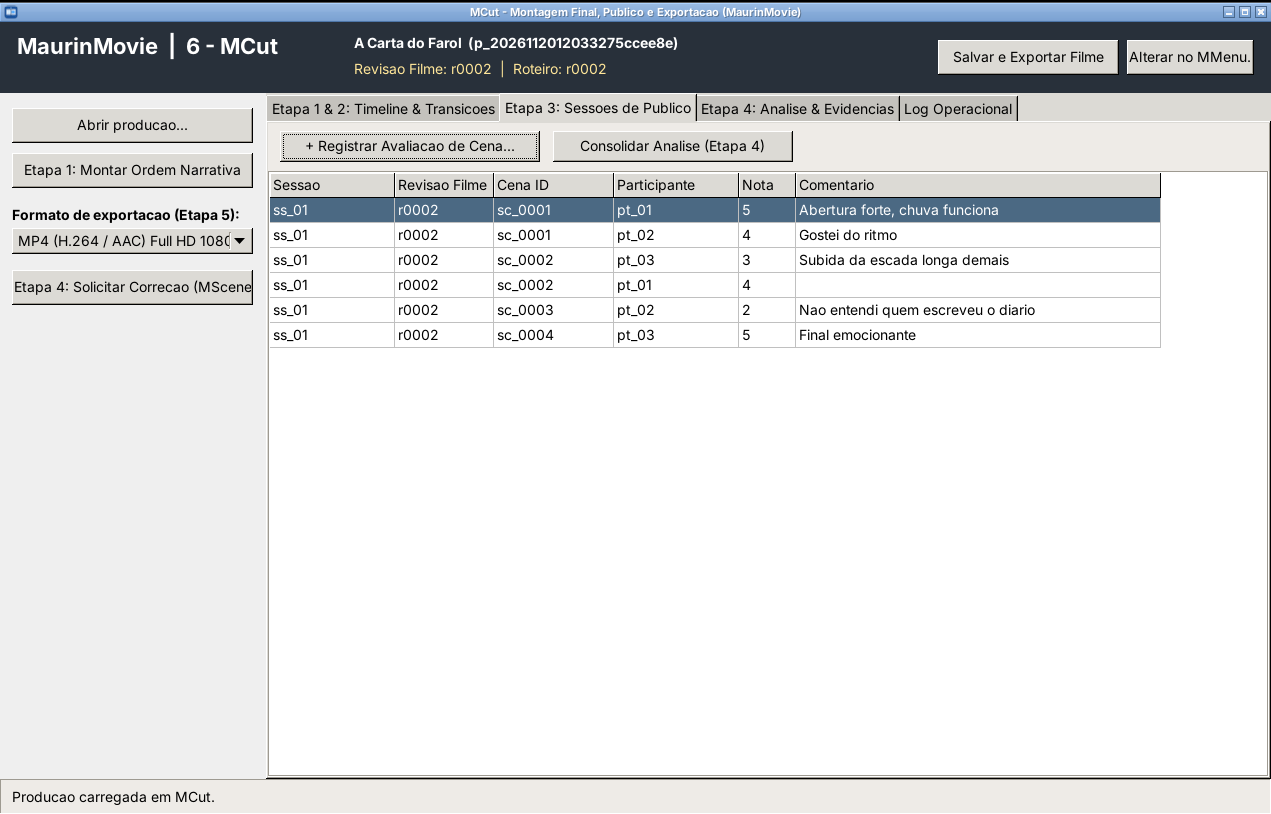 MCut - Montagem Final, Publico e Exportacao (MaurinMovie)
MaurinMovie | 6 - MCut
A Carta do Farol (p_2026112012033275ccee8e)
Revisao Filme: r0002 | Roteiro: r0002
Salvar e Exportar Filme
Alterar no MMenu.
Abrir producao...
Etapa 1: Montar Ordem Narrativa
Formato de exportacao (Etapa 5):
MP4 (H.264 / AAC) Full HD 1080
Etapa 4: Solicitar Correcao (MScene
Etapa 1 & 2: Timeline & Transicoes
Etapa 3: Sessoes de Publico
Etapa 4: Analise & Evidencias
Log Operacional
+ Registrar Avaliacao de Cena...
Consolidar Analise (Etapa 4)
Sessao Revisao Filme Cena ID Participante Nota Comentario
ss_01 r0002 sc_0001 pt_01 5 Abertura forte, chuva funciona
ss_01 r0002 sc_0001 pt_02 4 Gostei do ritmo
ss_01 r0002 sc_0002 pt_03 3 Subida da escada longa demais
ss_01 r0002 sc_0002 pt_01 4
ss_01 r0002 sc_0003 pt_02 2 Nao entendi quem escreveu o diario
ss_01 r0002 sc_0004 pt_03 5 Final emocionante
Producao carregada em MCut.